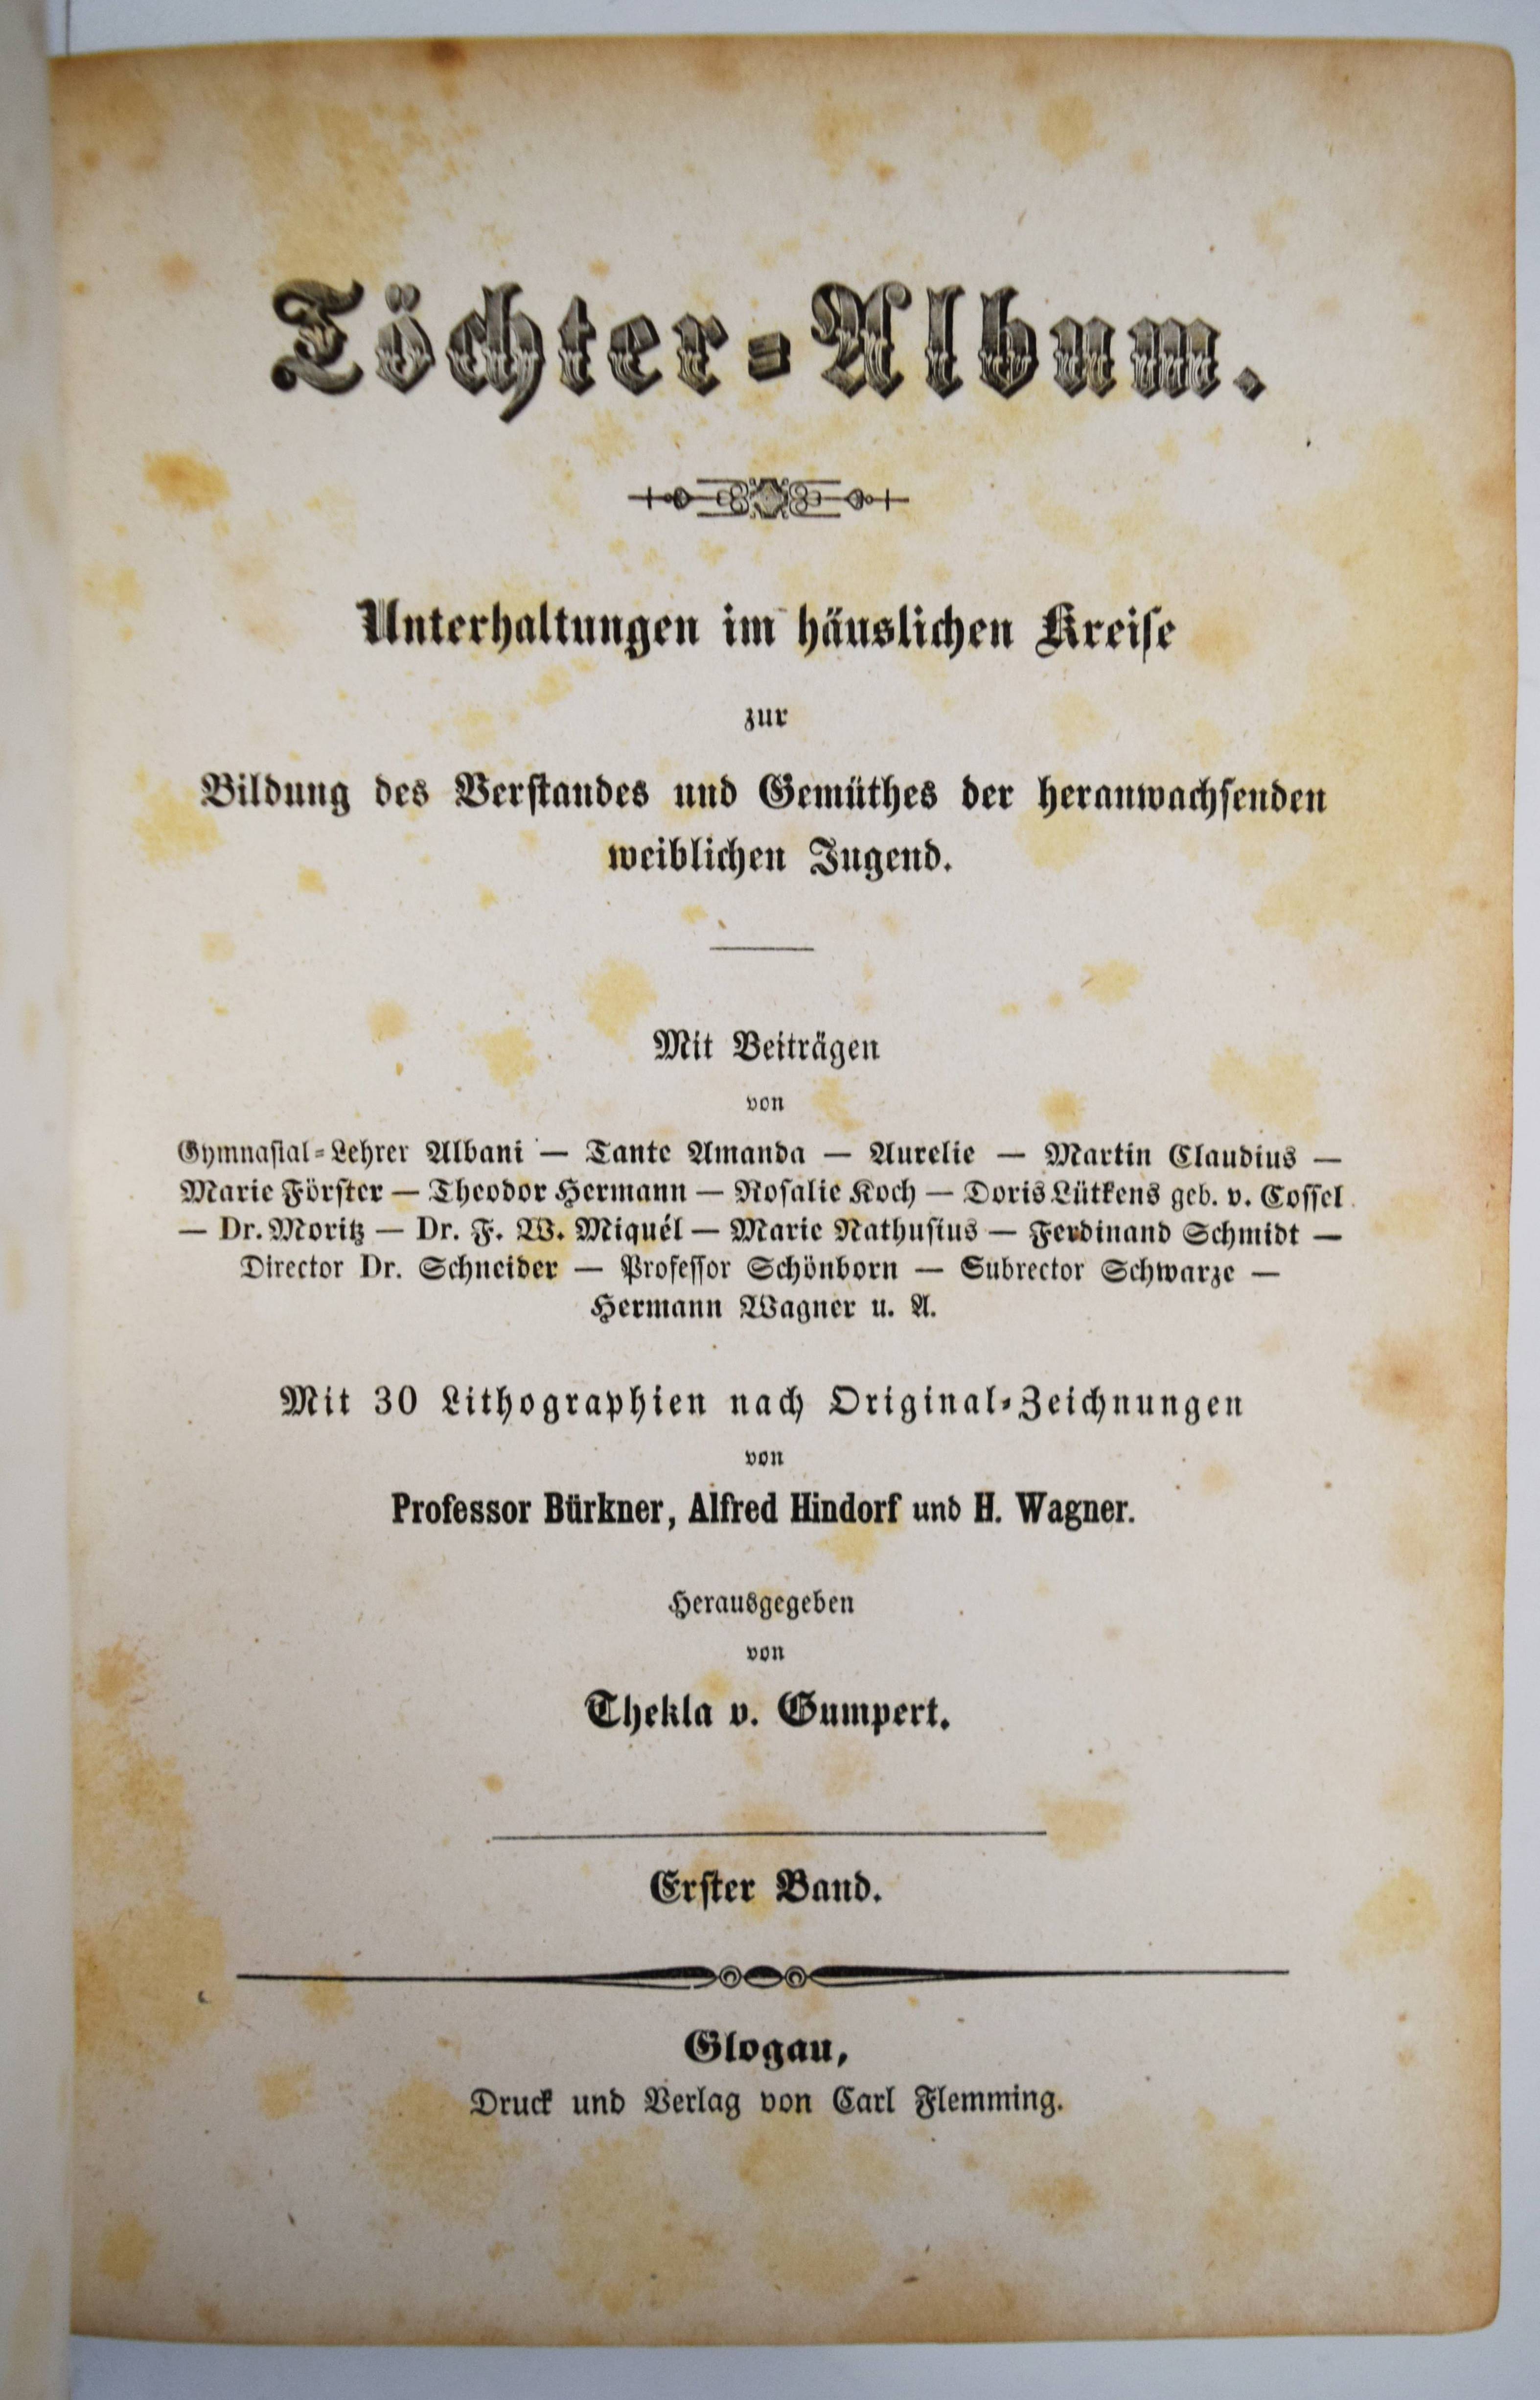 Töchter-Album.
Unterhaltungen im häuslichen Kreise
zur
Bildung des Verstandes und Gemüthes der heranwachsenden
weiblichen Jugend.
Mit Beiträgen
von
Gymnasial-Lehrer Albani — Tante Amanda — Aurelie — Martin Claudius —
Marie Förster — Theodor Hermann — Rosalie Koch — Doris Lütkens geb. v. Cossel
— Dr. Moritz — Dr. F. W. Miquél — Marie Nathusius — Ferdinand Schmidt —
Director Dr. Schneider — Professor Schönborn — Subrector Schwarze —
Hermann Wagner u. A.
Mit 30 Lithographien nach Original-Zeichnungen
von
Professor Bürkner, Alfred Hindorf und H. Wagner.
Herausgegeben
von
Thekla v. Gumpert.
Erster Band.
Glogau,
Druck und Verlag von Carl Flemming.